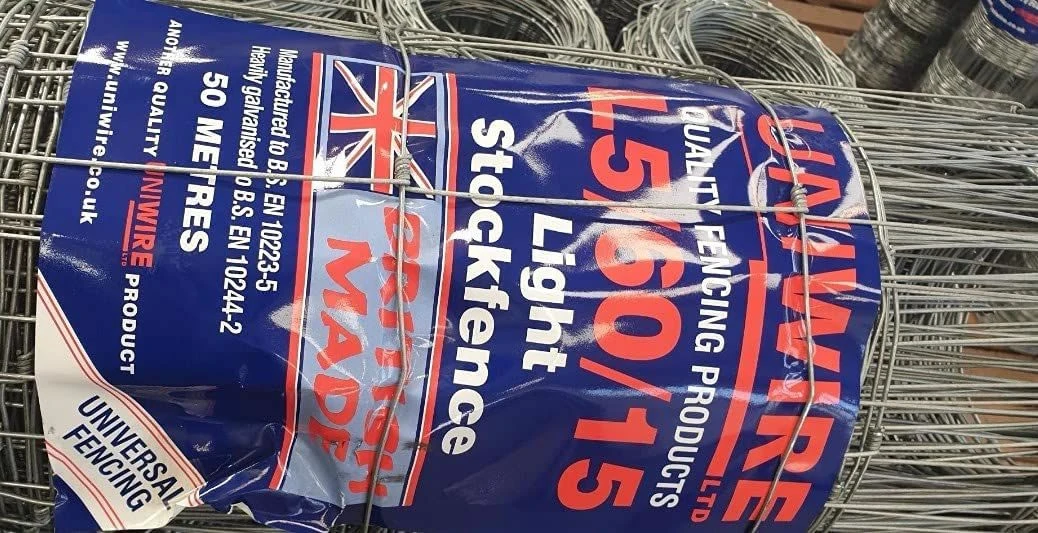 UNIWIRE LTD
QUALITY FENCING PRODUCTS
L5/60/15
Light
Stockfence
BRITISH
MADE
Manufactured to B.S. EN 10223-5
Heavily galvanised to B.S. EN 10244-2
50 METRES
ANOTHER QUALITY UNIWIRE LTD PRODUCT
www.uniwire.co.uk
UNIVERSAL
FENCING